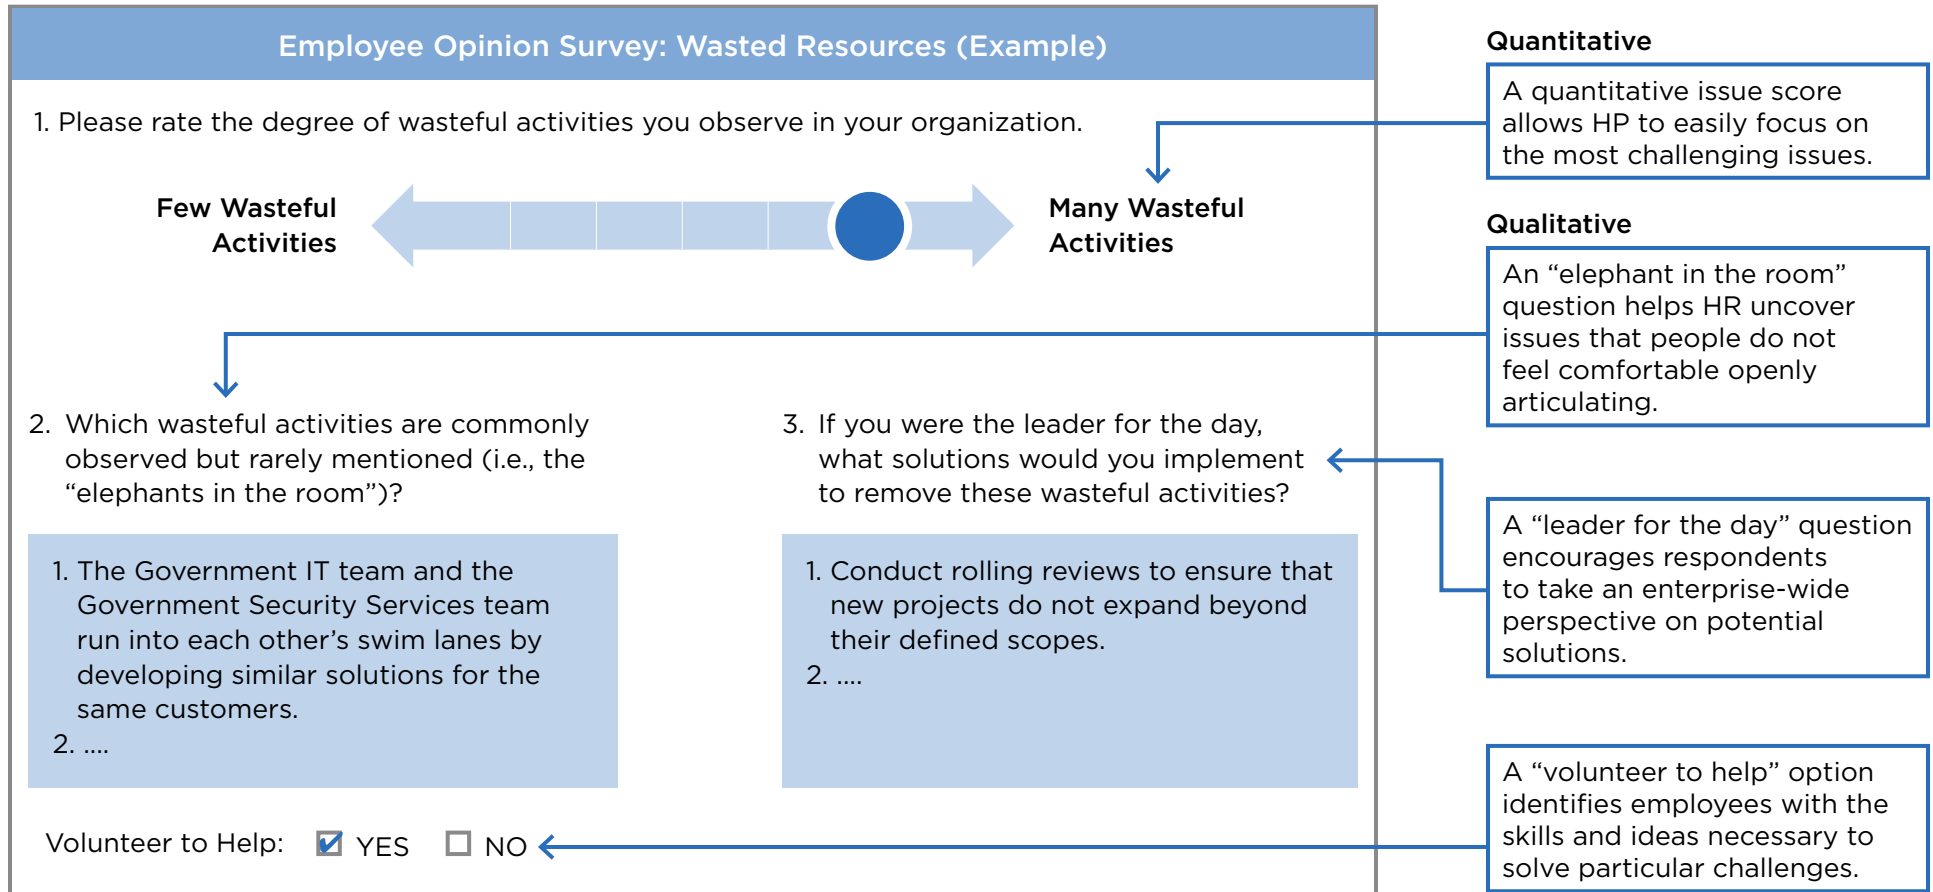 Employee Opinion Survey: Wasted Resources (Example)
1. Please rate the degree of wasteful activities you observe in your organization.
Few Wasteful
Activities
Many Wasteful
Activities
2. Which wasteful activities are commonly
observed but rarely mentioned (i.e., the
“elephants in the room”)?
1. The Government IT team and the
Government Security Services team
run into each other’s swim lanes by
developing similar solutions for the
same customers.
2. ....
3. If you were the leader for the day,
what solutions would you implement
to remove these wasteful activities?
1. Conduct rolling reviews to ensure that
new projects do not expand beyond
their defined scopes.
2. ....
Volunteer to Help: YES NO
Quantitative
A quantitative issue score
allows HP to easily focus on
the most challenging issues.
Qualitative
An “elephant in the room”
question helps HR uncover
issues that people do not
feel comfortable openly
articulating.
A “leader for the day” question
encourages respondents
to take an enterprise-wide
perspective on potential
solutions.
A “volunteer to help” option
identifies employees with the
skills and ideas necessary to
solve particular challenges.